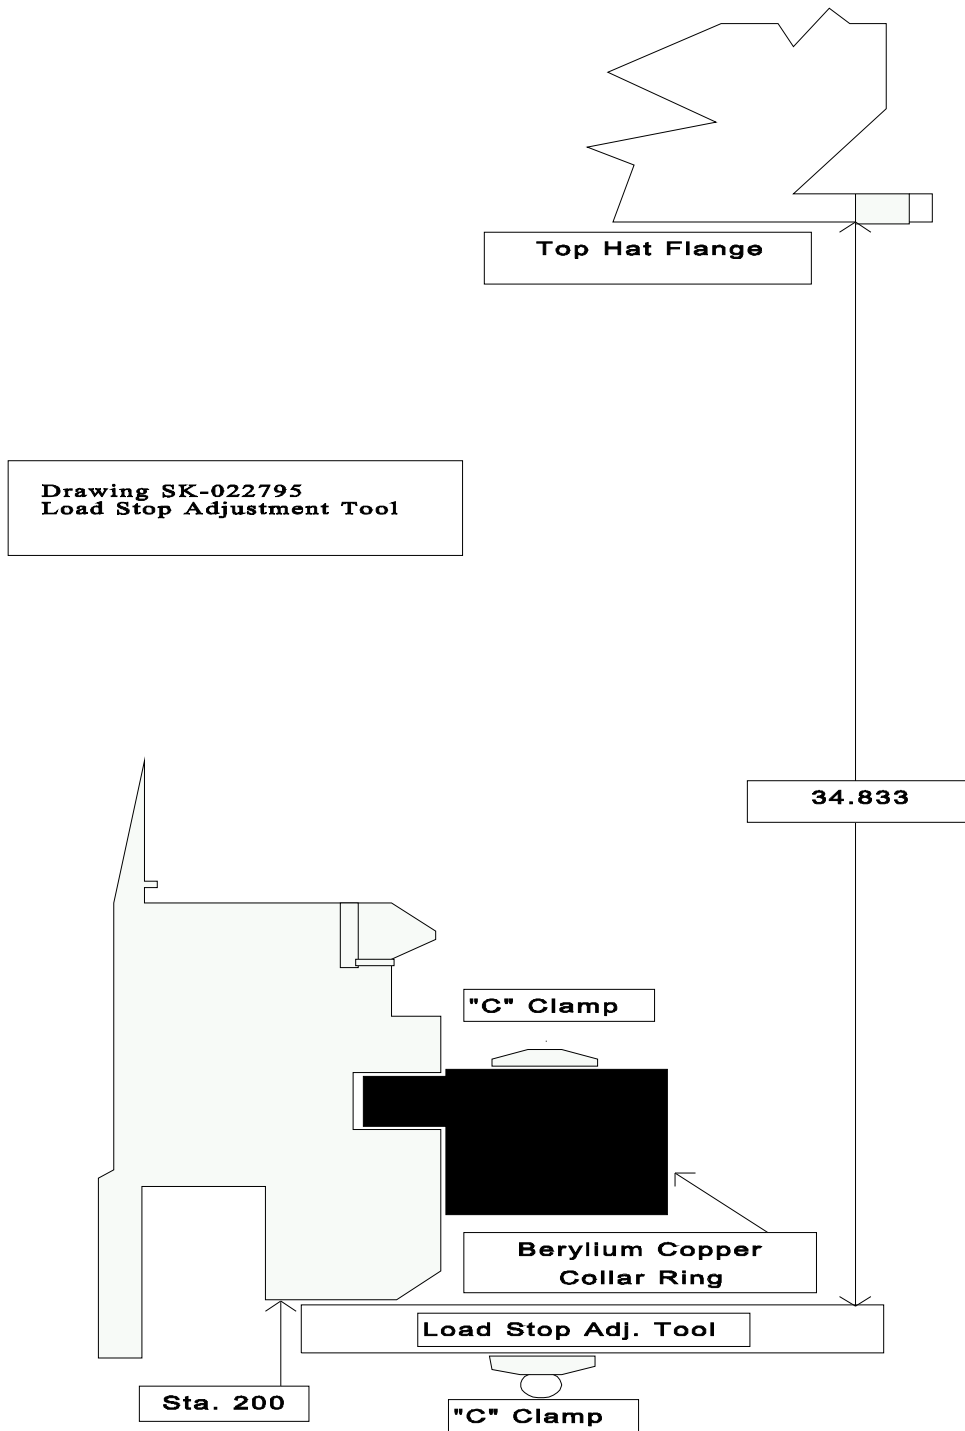 Top Hat Flange
Drawing SK-022795
Load Stop Adjustment Tool
34.833
"C" Clamp
Berylium Copper
Collar Ring
Load Stop Adj. Tool
Sta. 200
"C" Clamp